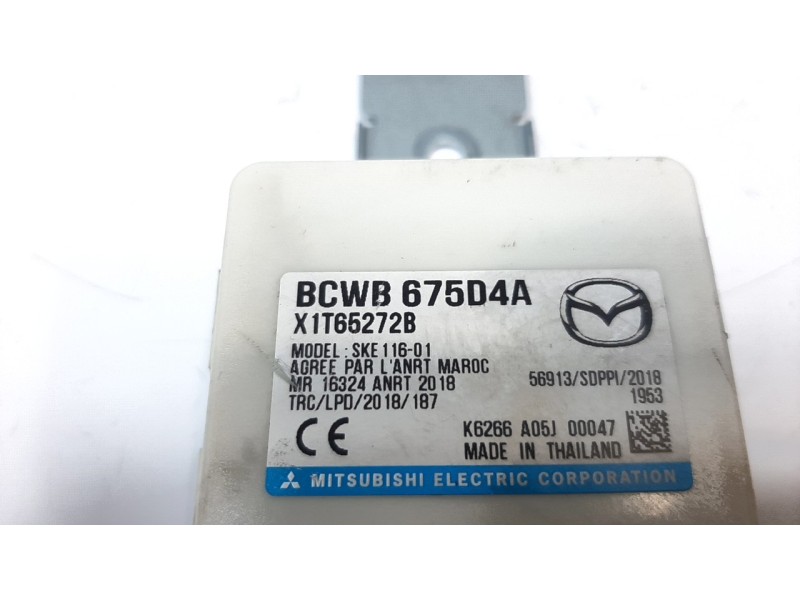 BCWB 675D4A
X1T65272B
MODEL: SKE116-01
AGREE PAR L'ANRT MAROC
MR 16324 ANRT 2018
TRC/LPD/2018/187
56913/SDPPI/2018
1953
CE
K6266 A05J 00047
MADE IN THAILAND
MITSUBISHI ELECTRIC CORPORATION